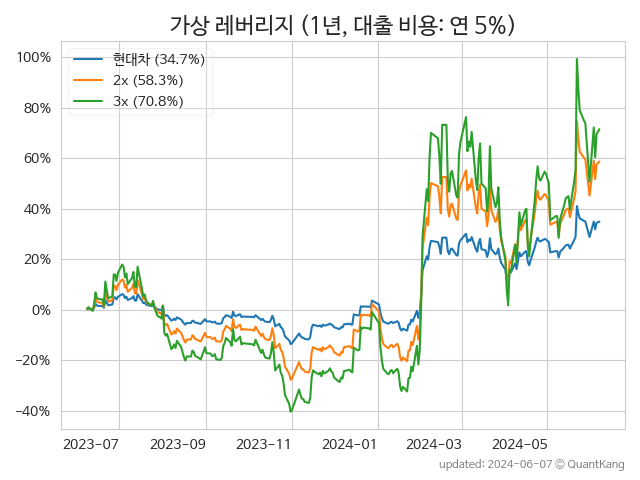 가상 레버리지 (1년, 대출 비용: 연 5%)
현대차 (34.7%)
2x (58.3%)
3x (70.8%)
100%
80%
60%
40%
20%
0%
−20%
−40%
2023-07
2023-09
2023-11
2024-01
2024-03
2024-05
updated: 2024-06-07 © QuantKang